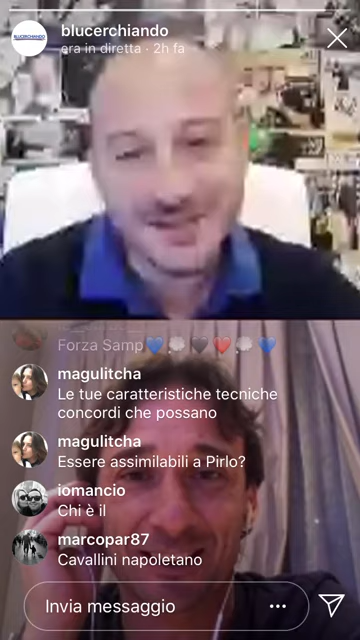 BLUCERCHIANDO
blucerchiando
era in diretta · 2h fa
Forza Samp💙💭🖤❤️💭💙
magulitcha
Le tue caratteristiche tecniche
concordi che possano
magulitcha
Essere assimilabili a Pirlo?
iomancio
Chi è il
marcopar87
Cavallini napoletano
Invia messaggio